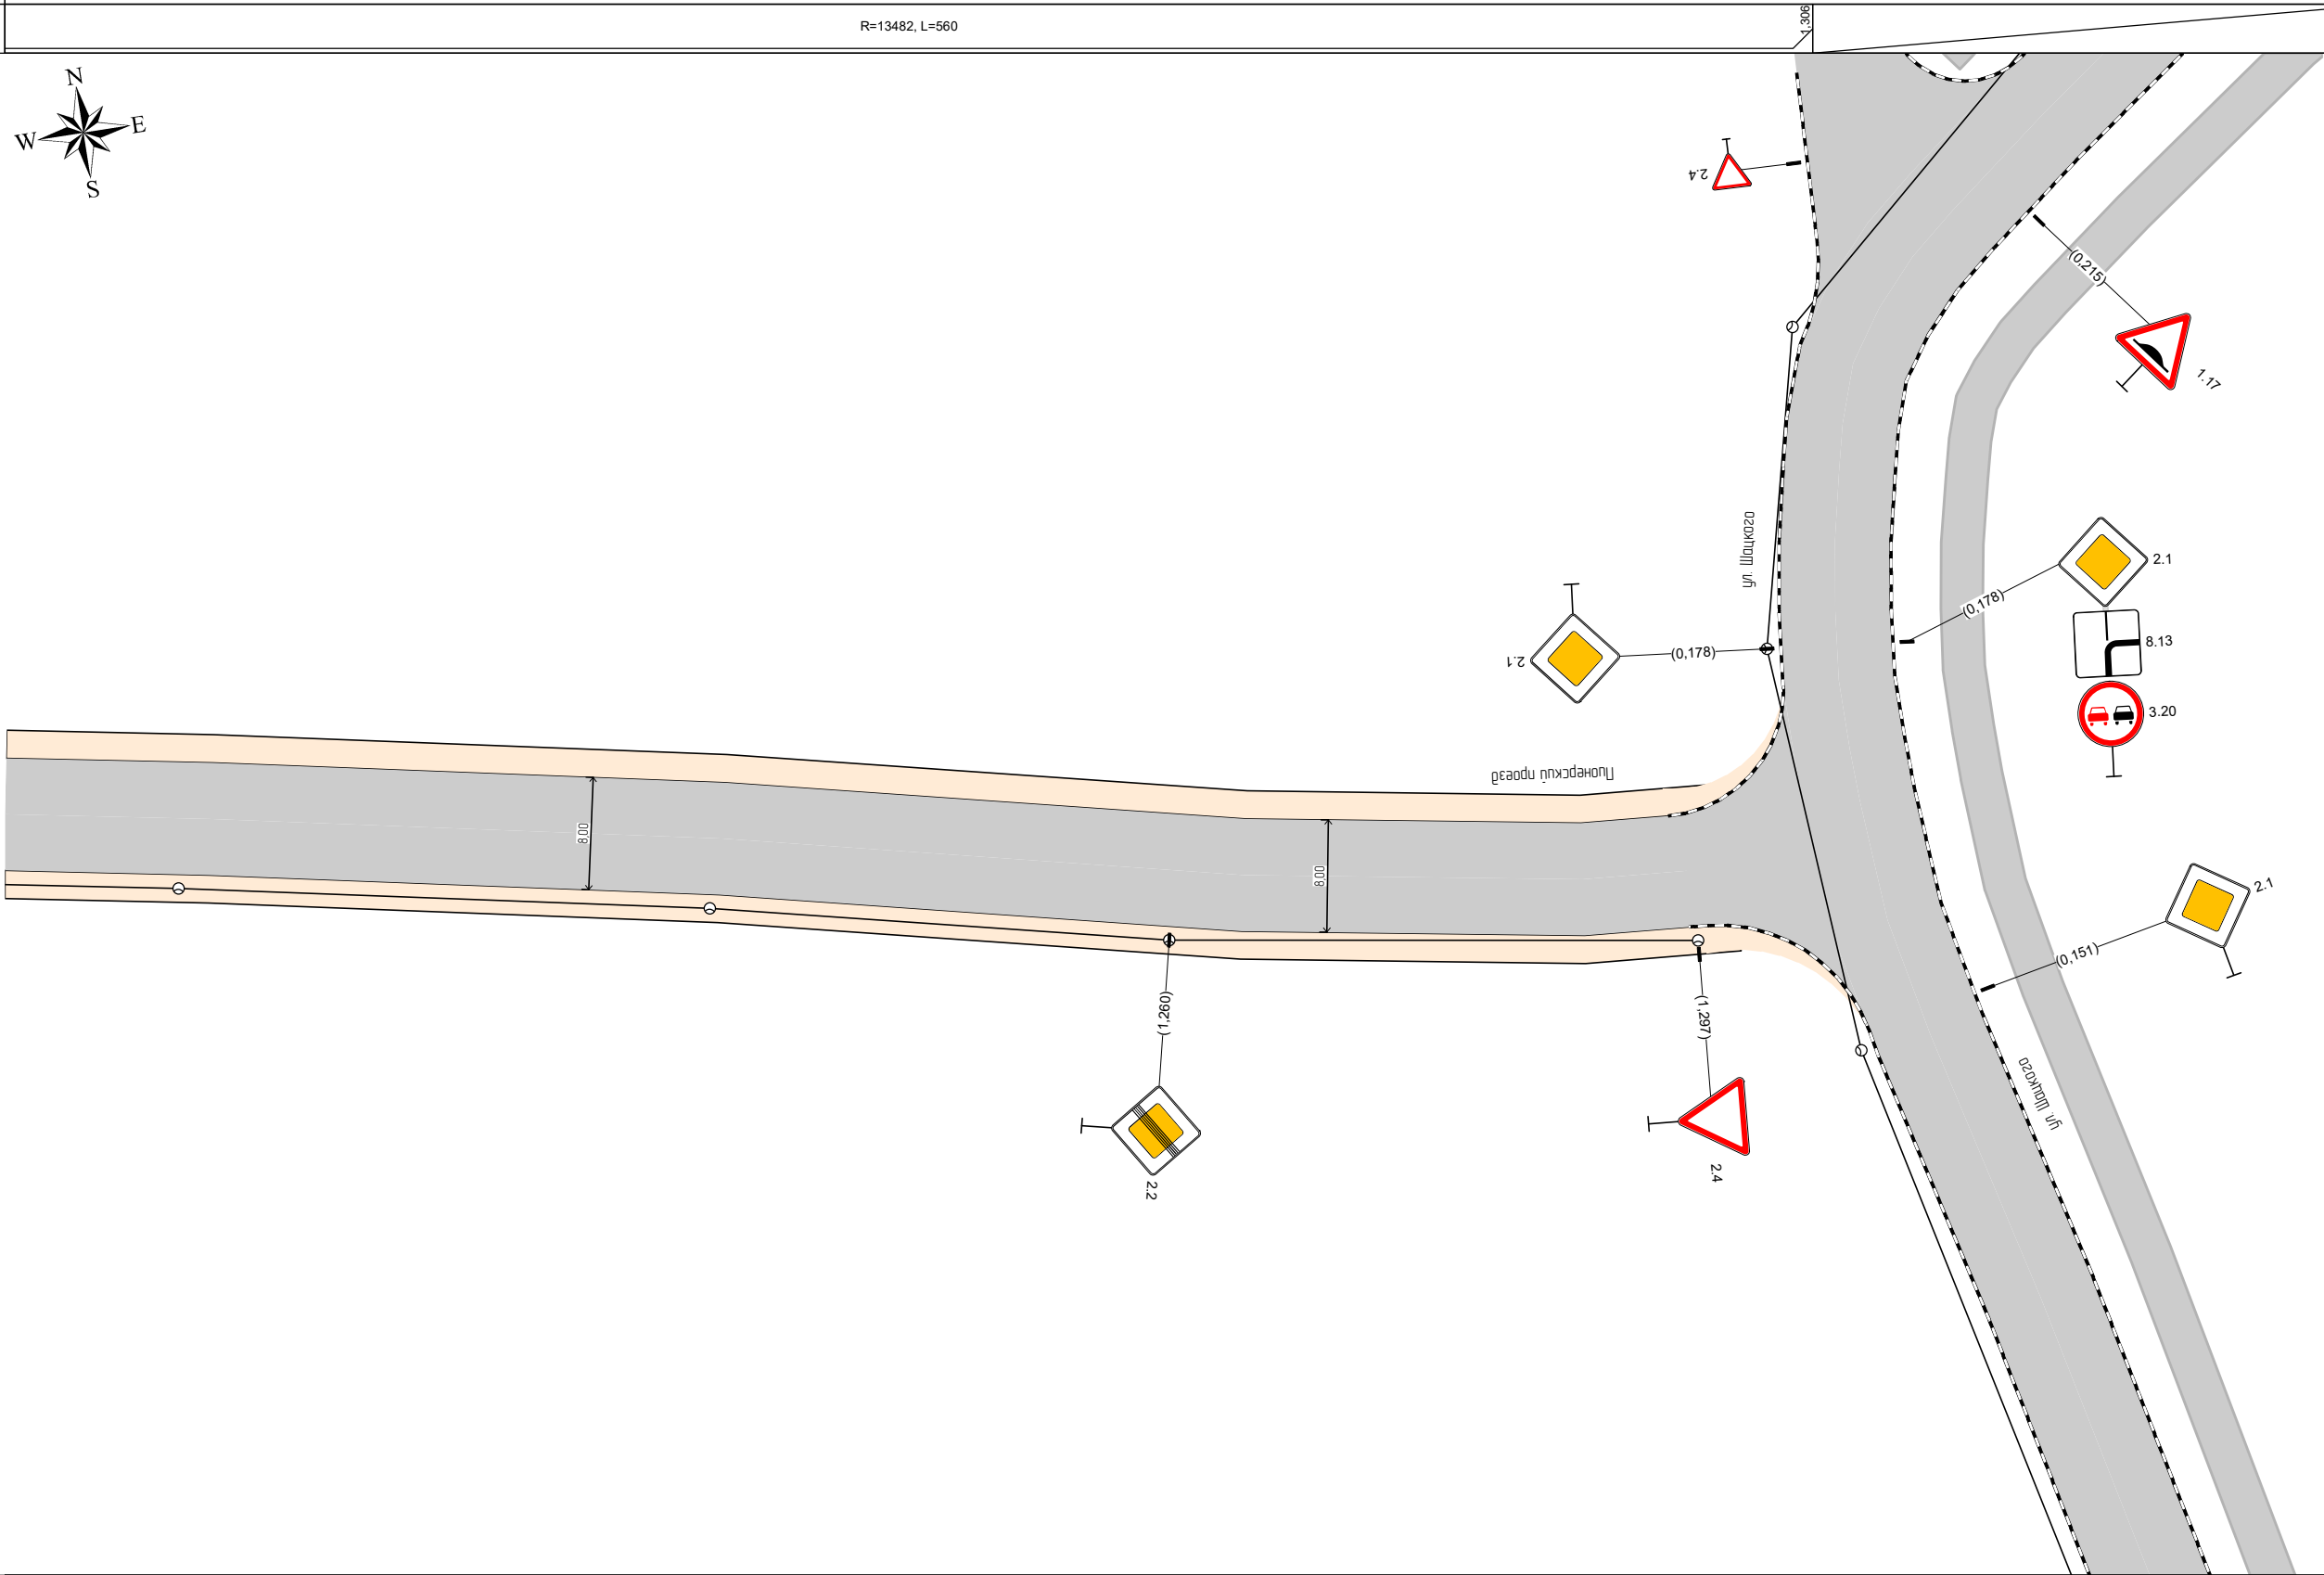 R=13482, L=560
1,306
N
W
E
S
2.4
(0,215)
1.17
ул. Шацкого
2.1
(0,178)
8.13
3.20
2.1
(0,178)
Пионерский проезд
8,00
8,00
2.1
(0,151)
(1,260)
(1,297)
ул. Шацкого
2.2
2.4